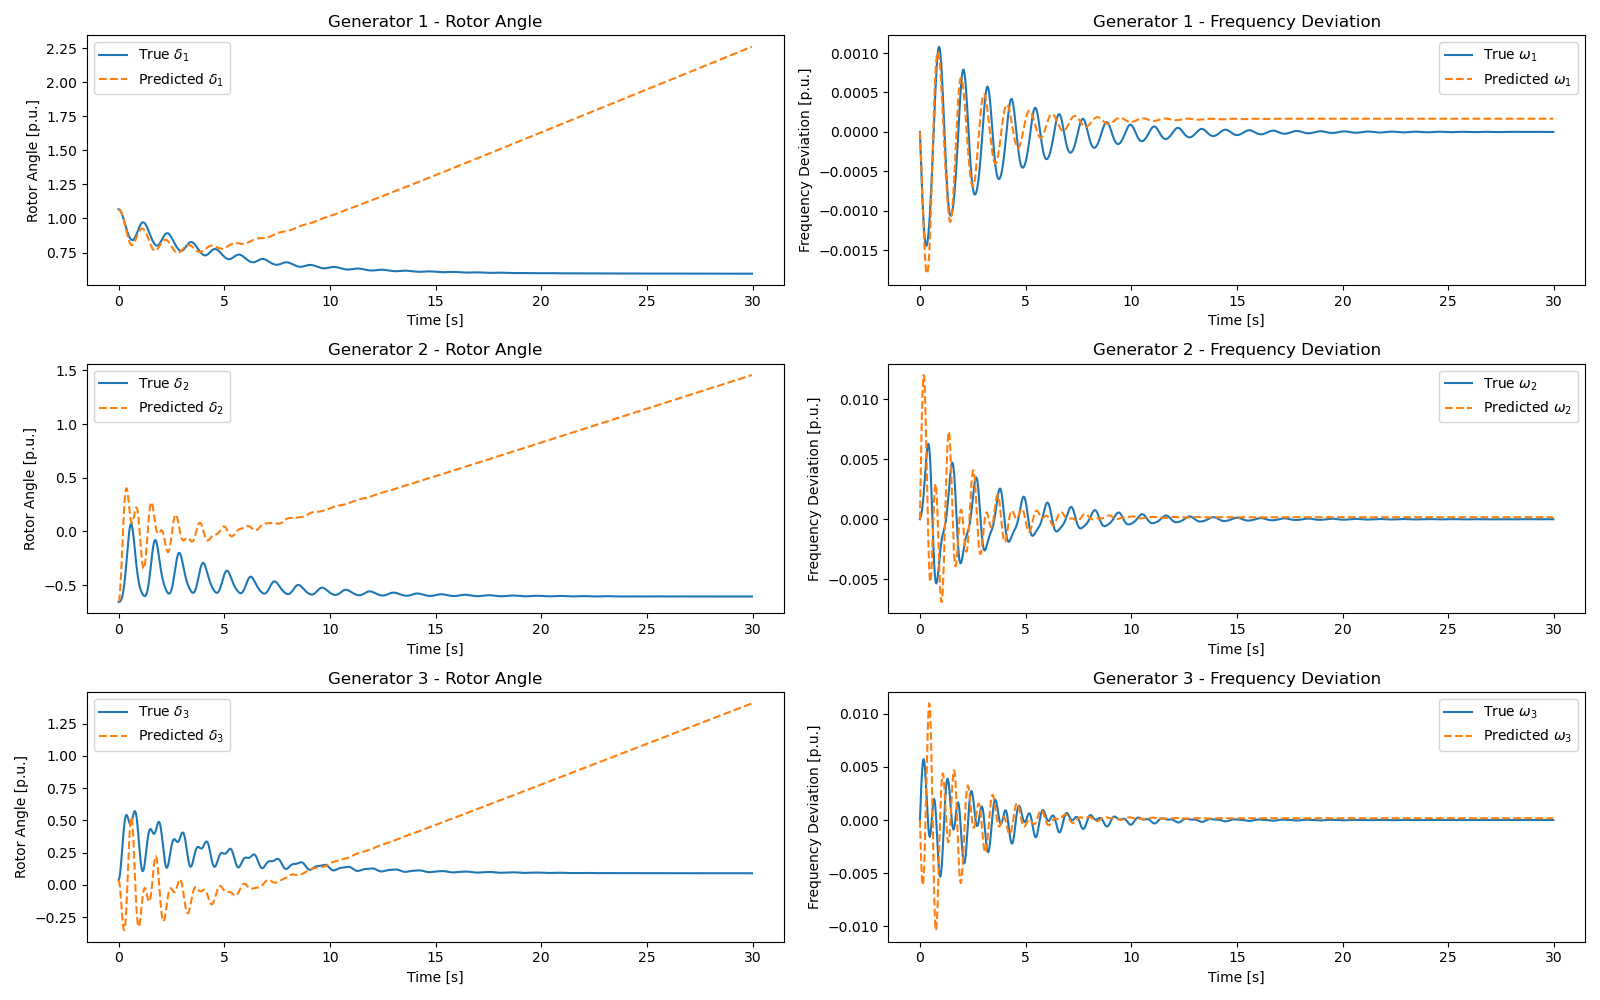 Generator 1 - Rotor Angle
Rotor Angle [p.u.]
2.25
2.00
1.75
1.50
1.25
1.00
0.75
True δ₁
Predicted δ₁
0 5 10 15 20 25 30
Time [s]
Generator 1 - Frequency Deviation
Frequency Deviation [p.u.]
0.0010
0.0005
0.0000
−0.0005
−0.0010
−0.0015
True ω₁
Predicted ω₁
0 5 10 15 20 25 30
Time [s]
Generator 2 - Rotor Angle
Rotor Angle [p.u.]
1.5
1.0
0.5
0.0
−0.5
True δ₂
Predicted δ₂
0 5 10 15 20 25 30
Time [s]
Generator 2 - Frequency Deviation
Frequency Deviation [p.u.]
0.010
0.005
0.000
−0.005
True ω₂
Predicted ω₂
0 5 10 15 20 25 30
Time [s]
Generator 3 - Rotor Angle
Rotor Angle [p.u.]
1.25
1.00
0.75
0.50
0.25
0.00
−0.25
True δ₃
Predicted δ₃
0 5 10 15 20 25 30
Time [s]
Generator 3 - Frequency Deviation
Frequency Deviation [p.u.]
0.010
0.005
0.000
−0.005
−0.010
True ω₃
Predicted ω₃
0 5 10 15 20 25 30
Time [s]